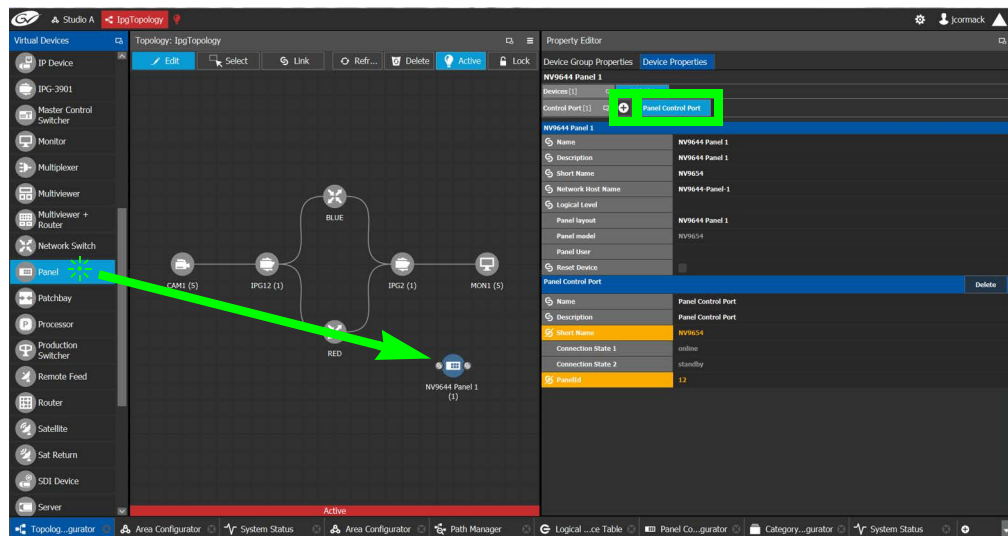 Studio A
IpgTopology
jcormack
Virtual Devices
IP Device
IPG-3901
Master Control
Switcher
Monitor
Multiplexer
Multiviewer
Multiviewer +
Router
Network Switch
Panel
Patchbay
Processor
Production
Switcher
Remote Feed
Router
Satellite
Sat Return
SDI Device
Server
Topology: IpgTopology
Edit
Select
Link
Refr...
Delete
Active
Lock
BLUE
CAM1 (5)
IPG12 (1)
IPG2 (1)
MON1 (5)
RED
NV9644 Panel 1
(1)
Active
Property Editor
Device Group Properties
Device Properties
NV9644 Panel 1
Devices [1]
Control Port [1]
Panel Control Port
NV9644 Panel 1
Name NV9644 Panel 1
Description NV9644 Panel 1
Short Name NV9654
Network Host Name NV9644-Panel-1
Logical Level
Panel layout NV9644 Panel 1
Panel model NV9654
Panel User
Reset Device
Panel Control Port
Delete
Name Panel Control Port
Description Panel Control Port
Short Name NV9654
Connection State 1 online
Connection State 2 standby
PanelId 12
Topolog...gurator
Area Configurator
System Status
Area Configurator
Path Manager
Logical ...ce Table
Panel Co...gurator
Category...gurator
System Status